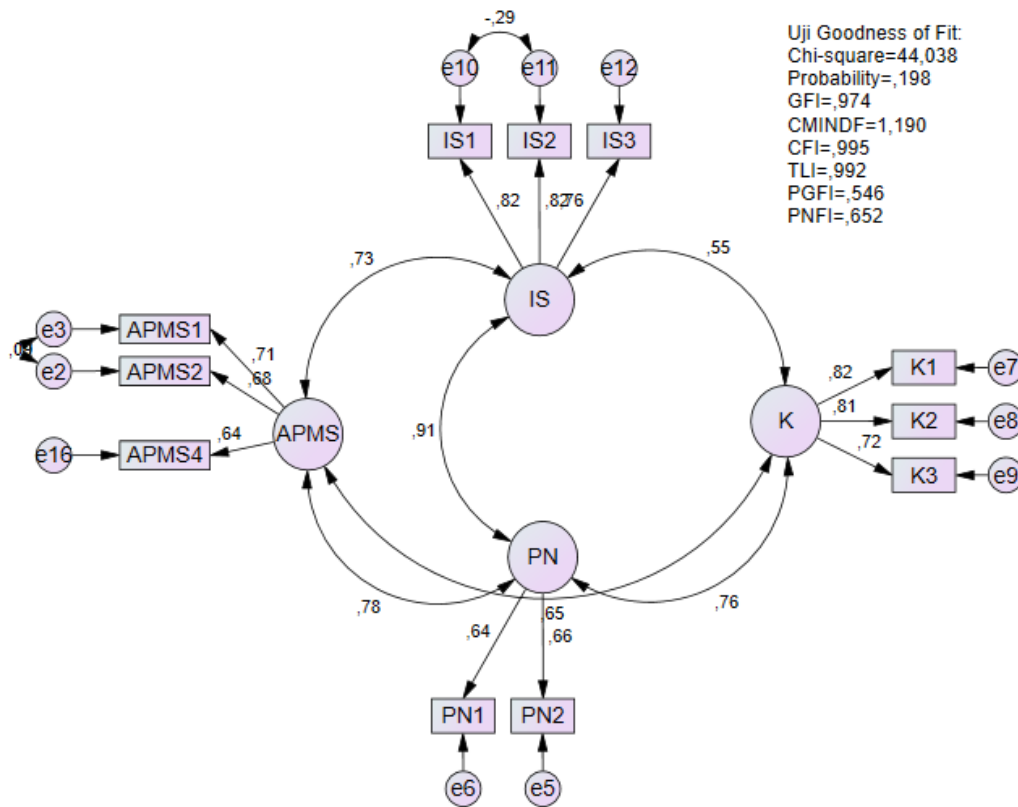 -,29
e10
e11
e12
Uji Goodness of Fit:
Chi-square=44,038
Probability=,198
GFI=,974
CMINDF=1,190
CFI=,995
TLI=,992
PGFI=,546
PNFI=,652
IS1
IS2
IS3
,82
,82
,76
,73
,55
IS
e3
APMS1
e2
APMS2
,71
,68
e16
APMS4
,64
APMS
,91
K
,82
K1
e7
,81
K2
e8
,72
K3
e9
PN
,78
,65
,76
,64
,66
PN1
PN2
e6
e5